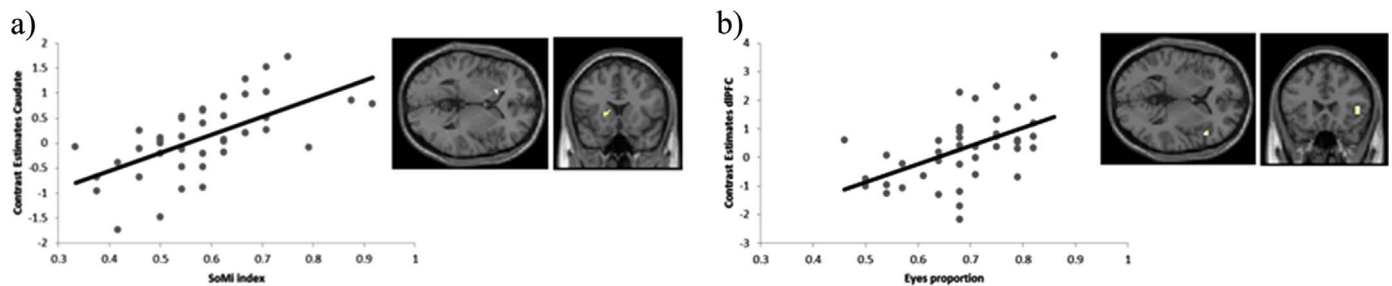 a)
2
1.5
1
0.5
0
-0.5
-1
-1.5
-2
Contrast Estimates Caudate
0.3 0.4 0.5 0.6 0.7 0.8 0.9 1
SoMi index
b)
4
3
2
1
0
-1
-2
-3
Contrast Estimates dlPFC
0.3 0.4 0.5 0.6 0.7 0.8 0.9 1
Eyes proportion